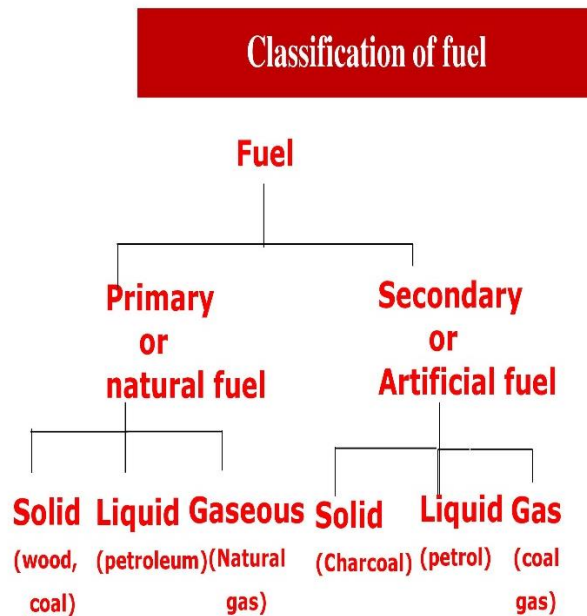 Classification of fuel
Fuel
Primary
or
natural fuel
Secondary
or
Artificial fuel
Solid
(wood,
coal)
Liquid
(petroleum)
Gaseous
(Natural
gas)
Solid
(Charcoal)
Liquid
(petrol)
Gas
(coal
gas)